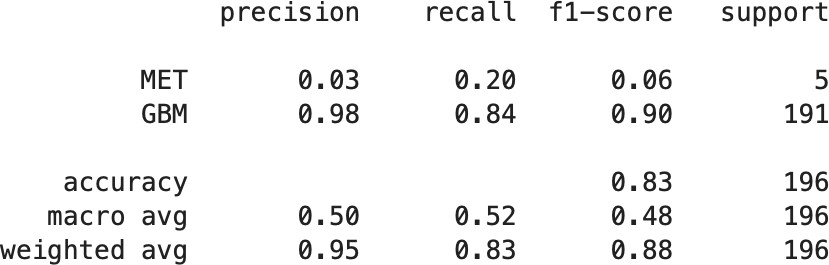 precision recall f1-score support
MET 0.03 0.20 0.06 5
GBM 0.98 0.84 0.90 191
accuracy 0.83 196
macro avg 0.50 0.52 0.48 196
weighted avg 0.95 0.83 0.88 196